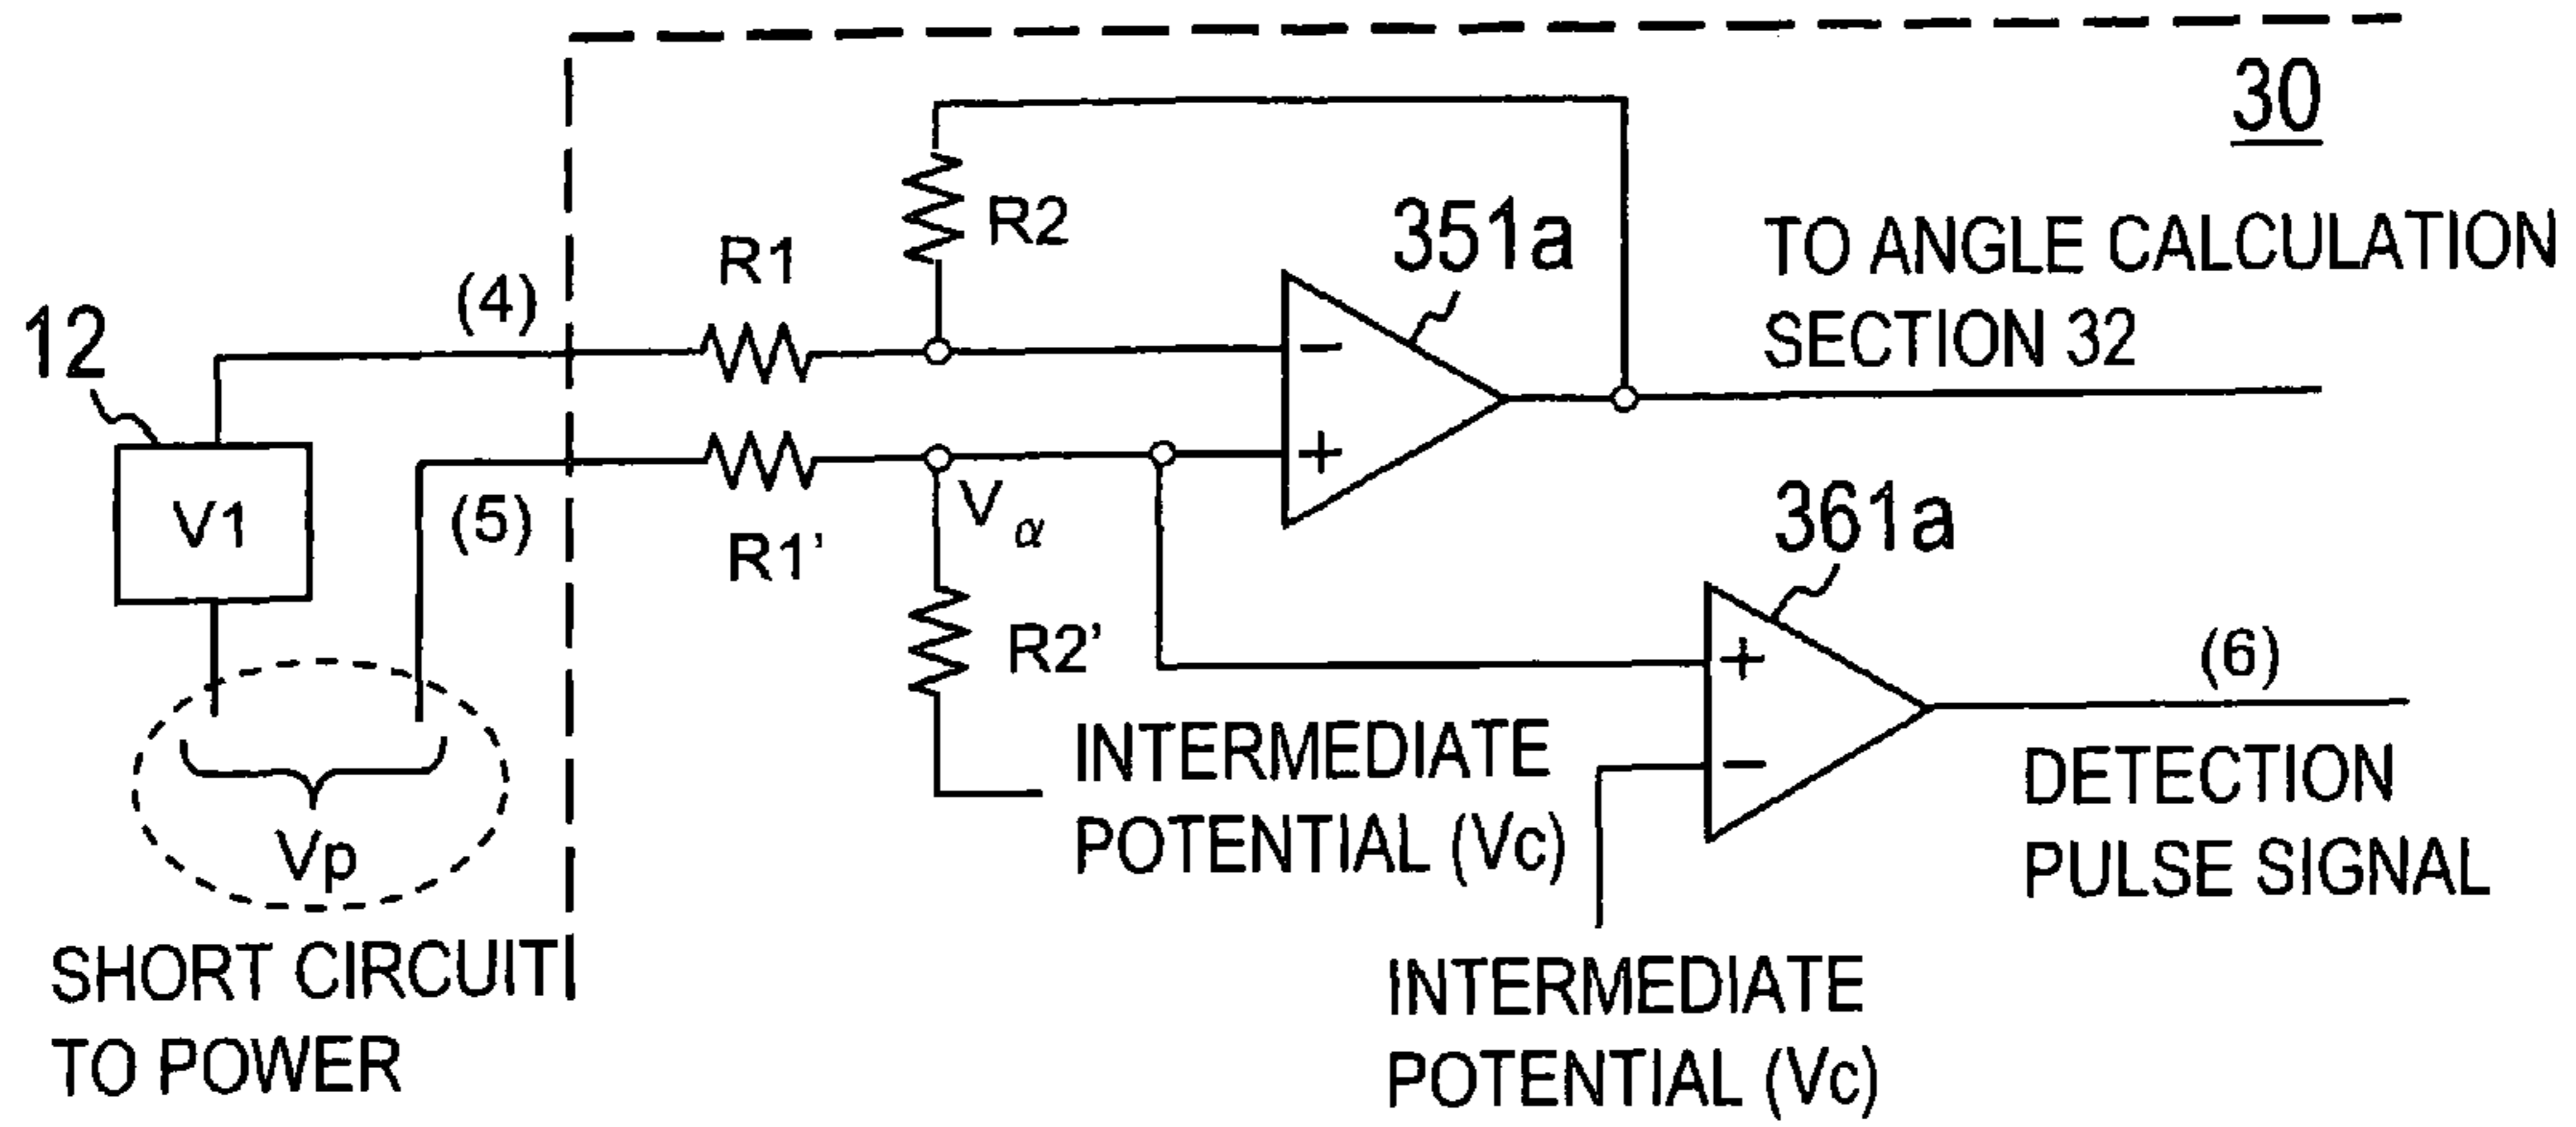 30
R2
351a
TO ANGLE CALCULATION
SECTION 32
R1
(4)
12
V1
(5)
R1’
Vα
361a
R2’
(6)
INTERMEDIATE
POTENTIAL (Vc)
DETECTION
PULSE SIGNAL
Vp
SHORT CIRCUIT
TO POWER
INTERMEDIATE
POTENTIAL (Vc)